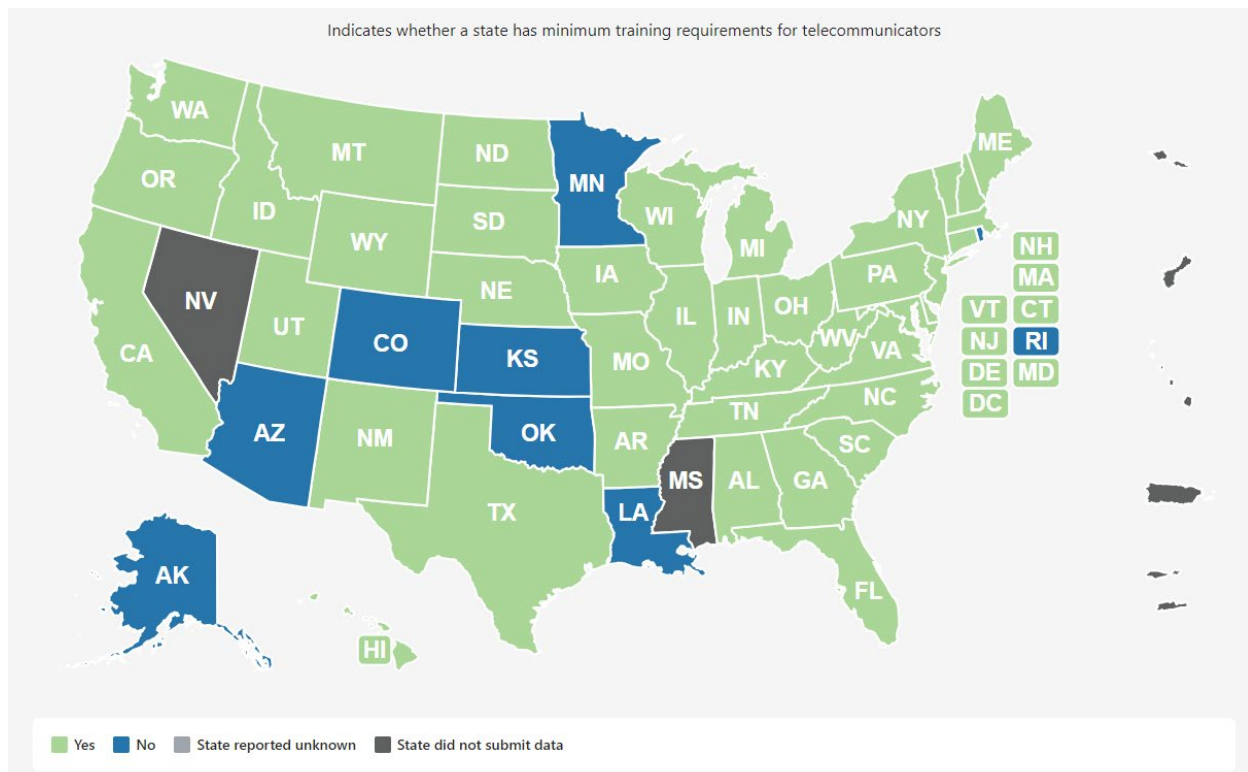 Indicates whether a state has minimum training requirements for telecommunicators
WA
MT
ND
MN
ME
OR
ID
SD
WI
NY
WY
MI
NH
IA
PA
MA
NV
NE
IL
IN
OH
VT
CT
UT
CO
WV
NJ
RI
CA
KS
MO
KY
VA
DE
MD
NC
DC
TN
AZ
NM
OK
AR
SC
MS
AL
GA
TX
LA
AK
FL
HI
Yes No State reported unknown State did not submit data